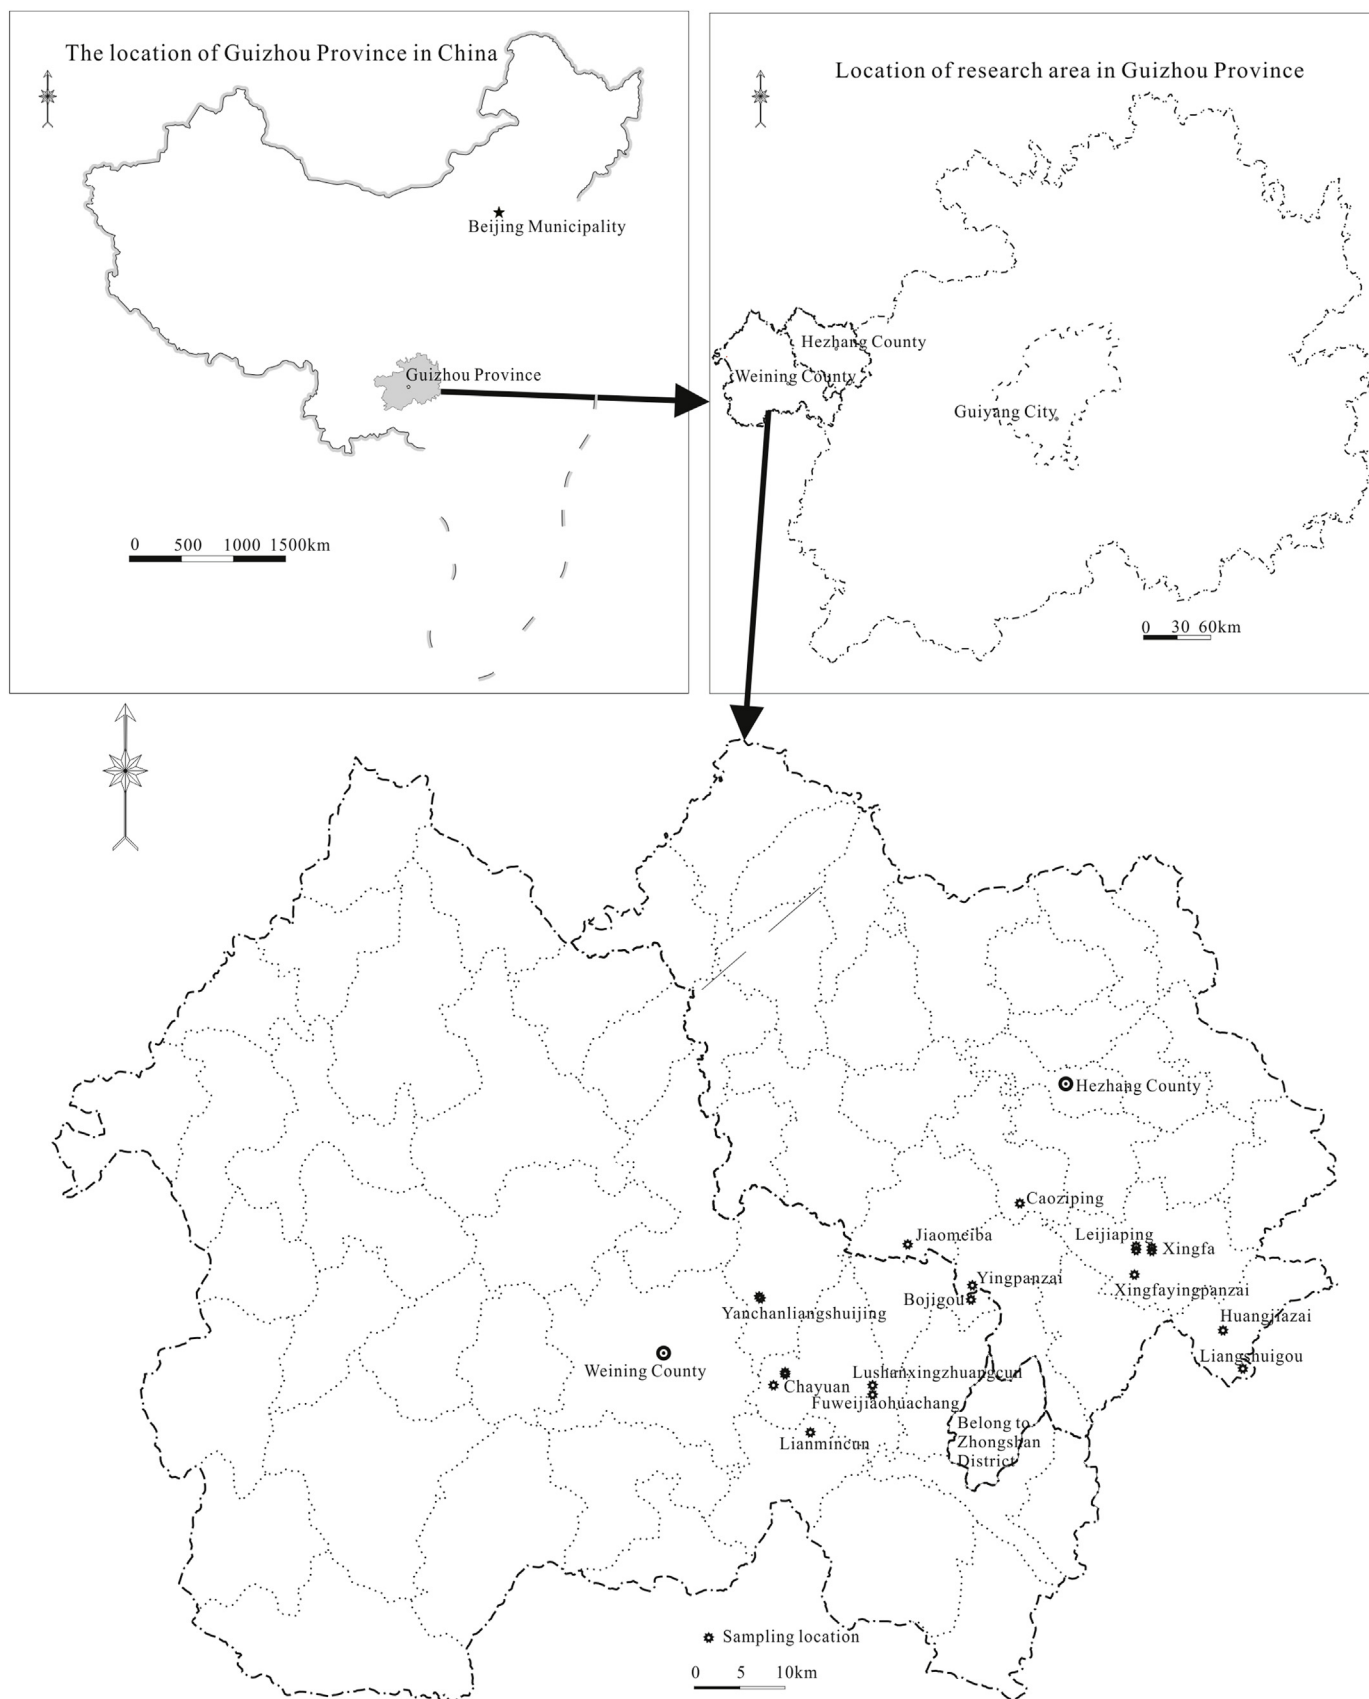 The location of Guizhou Province in China
Beijing Municipality
Guizhou Province
0 500 1000 1500km
Location of research area in Guizhou Province
Hezhang County
Weining County
Guiyang City
0 30 60km
Hezhang County
Caoziping
Jiaomeiba
Leijiaping
Xingfa
Yingpanzai
Xingfayingpanzai
Bojigou
Yanchanliangshuijing
Huangjiazai
Liangshuigou
Weining County
Lushanxingzhuangcun
Chayuan
Fuweijiaohuachang
Lianmincun
Belong to
Zhongshan
District
Sampling location
0 5 10km